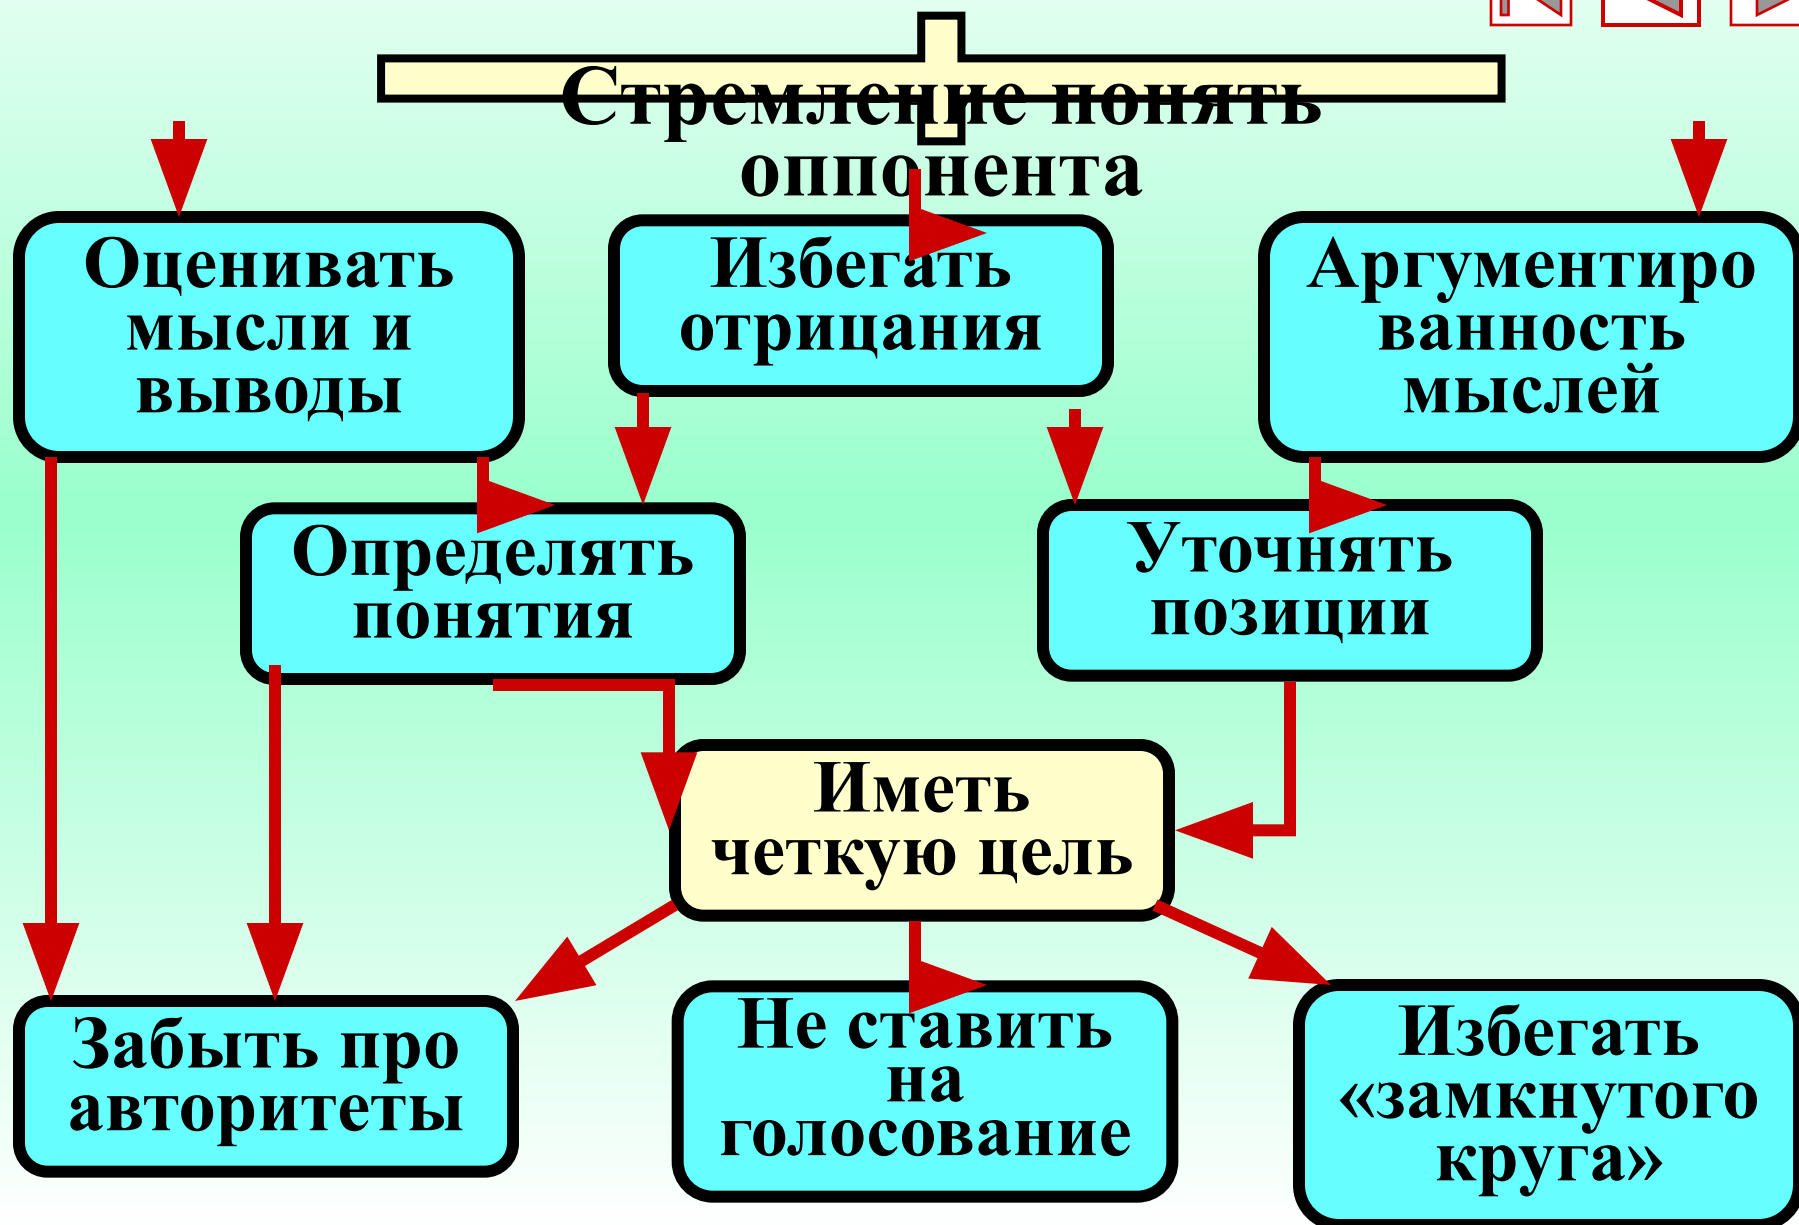 Стремление понять
оппонента
Оценивать
мысли и
выводы
Избегать
отрицания
Аргументиро
ванность
мыслей
Определять
понятия
Уточнять
позиции
Иметь
четкую цель
Забыть про
авторитеты
Не ставить
на
голосование
Избегать
«замкнутого
круга»